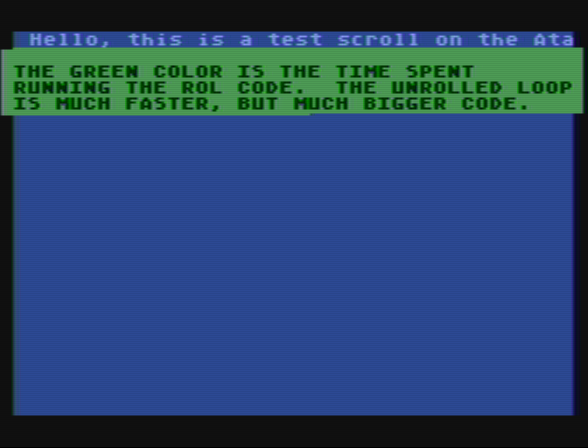 Hello, this is a test scroll on the Ata
THE GREEN COLOR IS THE TIME SPENT
RUNNING THE ROL CODE.  THE UNROLLED LOOP
IS MUCH FASTER, BUT MUCH BIGGER CODE.